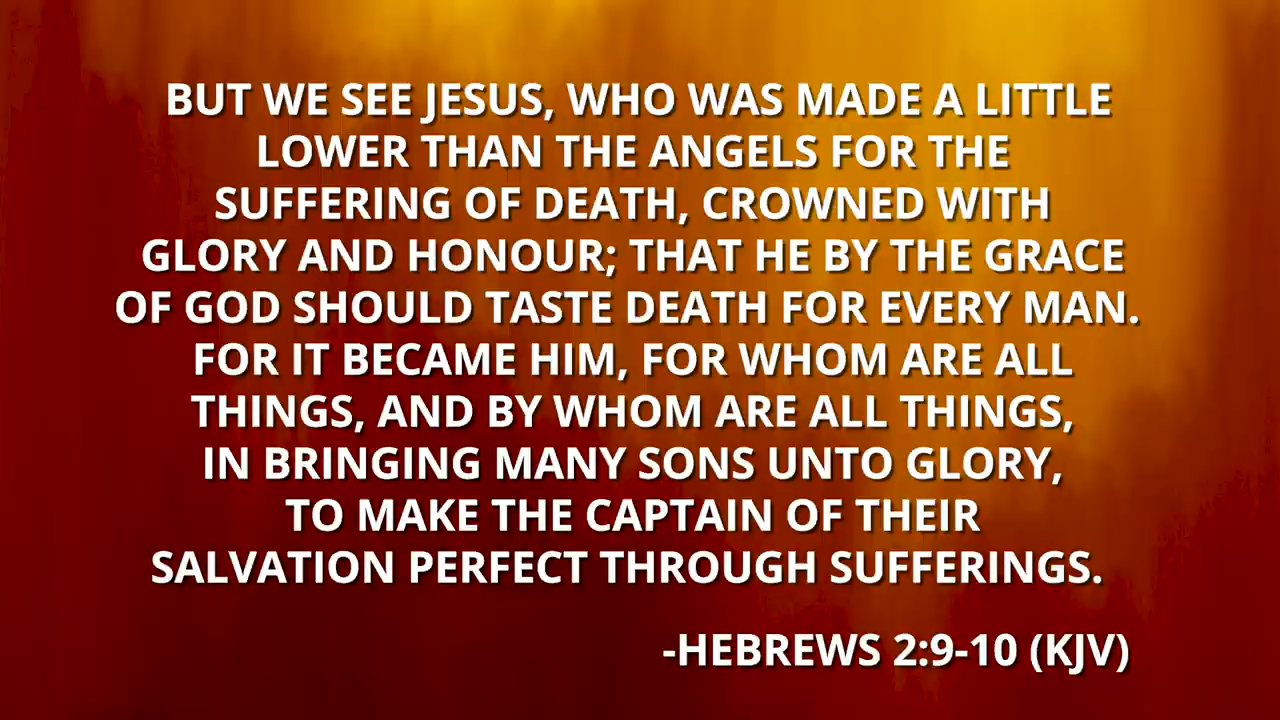 BUT WE SEE JESUS, WHO WAS MADE A LITTLE
LOWER THAN THE ANGELS FOR THE
SUFFERING OF DEATH, CROWNED WITH
GLORY AND HONOUR; THAT HE BY THE GRACE
OF GOD SHOULD TASTE DEATH FOR EVERY MAN.
FOR IT BECAME HIM, FOR WHOM ARE ALL
THINGS, AND BY WHOM ARE ALL THINGS,
IN BRINGING MANY SONS UNTO GLORY,
TO MAKE THE CAPTAIN OF THEIR
SALVATION PERFECT THROUGH SUFFERINGS.
-HEBREWS 2:9-10 (KJV)